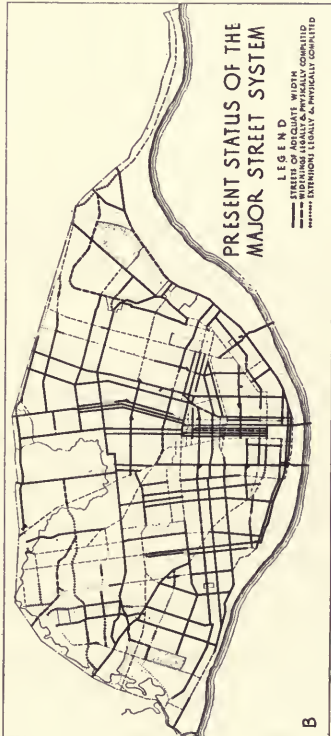 PRESENT STATUS OF THE
MAJOR STREET SYSTEM
LEGEND
STREETS OF ADEQUATE WIDTH
WIDENINGS LEGALLY & PHYSICALLY COMPLETED
EXTENSIONS LEGALLY & PHYSICALLY COMPLETED
B